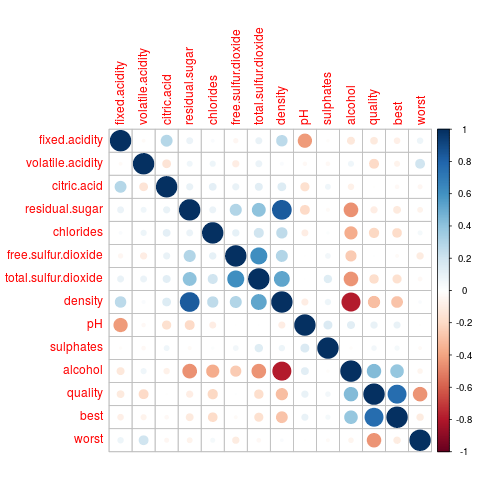 fixed.acidity
volatile.acidity
citric.acid
residual.sugar
chlorides
free.sulfur.dioxide
total.sulfur.dioxide
density
pH
sulphates
alcohol
quality
best
worst
fixed.acidity
volatile.acidity
citric.acid
residual.sugar
chlorides
free.sulfur.dioxide
total.sulfur.dioxide
density
pH
sulphates
alcohol
quality
best
worst
1
0.8
0.6
0.4
0.2
0
-0.2
-0.4
-0.6
-0.8
-1